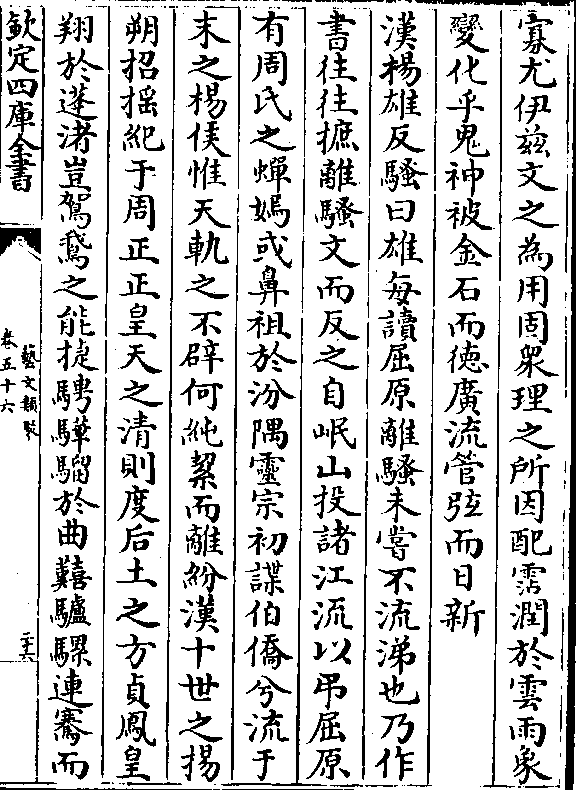 寡尤伊兹文之為用固衆理之所因配霑潤於雲雨象
變化乎鬼神被金石而德廣流管弦而日新
漢楊雄反騷曰雄每讀屈原離騷未嘗不流涕也乃作
書往往摭離騷文而反之自岷山投諸江流以弔屈原
有周氏之蟬嫣或鼻祖於汾隅靈宗初諜伯僑兮流于
末之楊侯惟天軌之不辟何純絜而離紛漢十世之揚
朔招揺紀于周正正皇天之清則度后土之方貞鳳皇
翔於蓬渚豈駕鵞之能捷騁驊騮於曲囏驢騾連蹇而
欽定四庫全書
藝文類聚
卷五十六
二十六